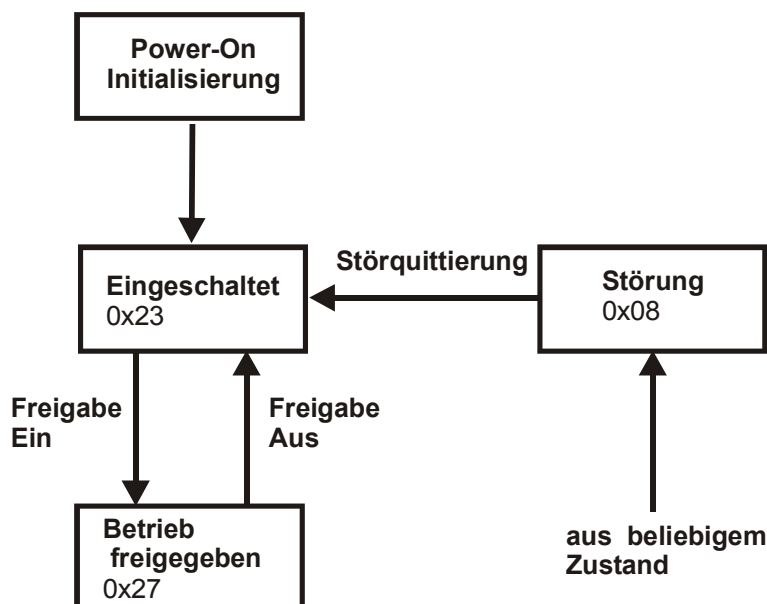 Power-On
Initialisierung
Störquittierung
Eingeschaltet
0x23
Störung
0x08
Freigabe
Ein
Freigabe
Aus
Betrieb
freigegeben
0x27
aus beliebigem
Zustand